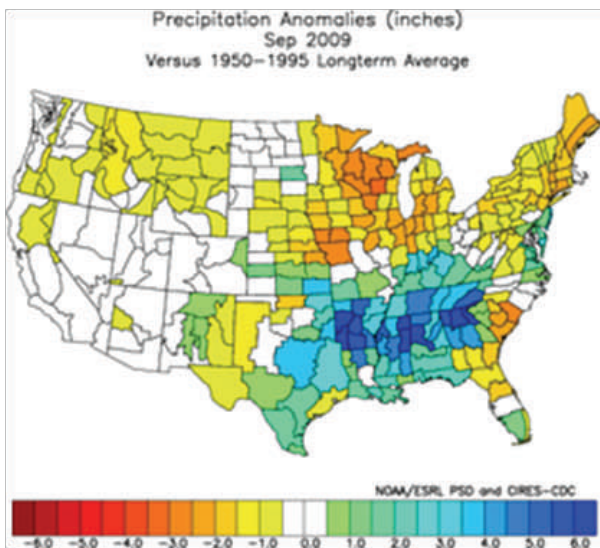 Precipitation Anomalies (inches)
Sep 2009
Versus 1950-1995 Longterm Average
NOAA/ESRL PSD and CIRES-CDC
-6.0 -5.0 -4.0 -3.0 -2.0 -1.0 0.0 1.0 2.0 3.0 4.0 5.0 6.0